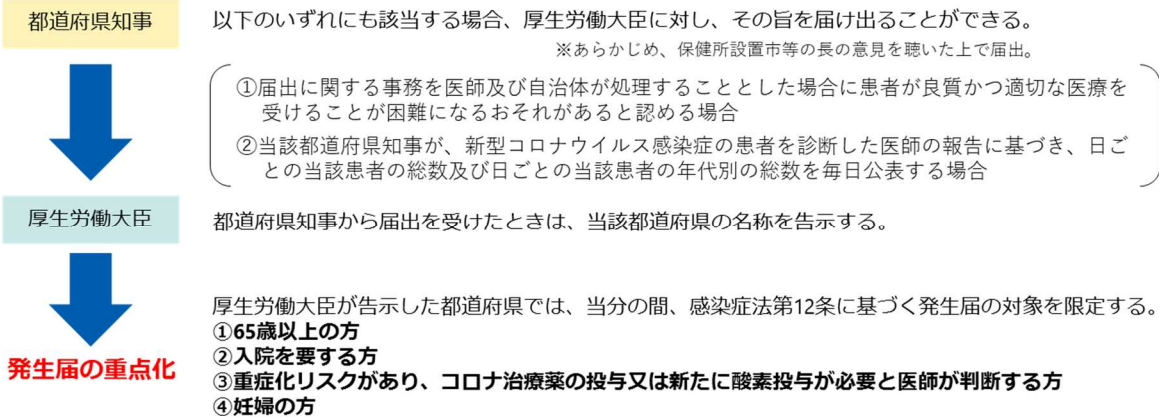 都道府県知事
以下のいずれにも該当する場合、厚生労働大臣に対し、その旨を届け出ることができる。
※あらかじめ、保健所設置市等の長の意見を聴いた上で届出。
①届出に関する事務を医師及び自治体が処理することとした場合に患者が良質かつ適切な医療を
受けることが困難になるおそれがあると認める場合
②当該都道府県知事が、新型コロナウイルス感染症の患者を診断した医師の報告に基づき、日ご
との当該患者の総数及び日ごとの当該患者の年代別の総数を毎日公表する場合
厚生労働大臣
都道府県知事から届出を受けたときは、当該都道府県の名称を告示する。
厚生労働大臣が告示した都道府県では、当分の間、感染症法第12条に基づく発生届の対象を限定する。
①65歳以上の方
②入院を要する方
③重症化リスクがあり、コロナ治療薬の投与又は新たに酸素投与が必要と医師が判断する方
④妊婦の方
発生届の重点化